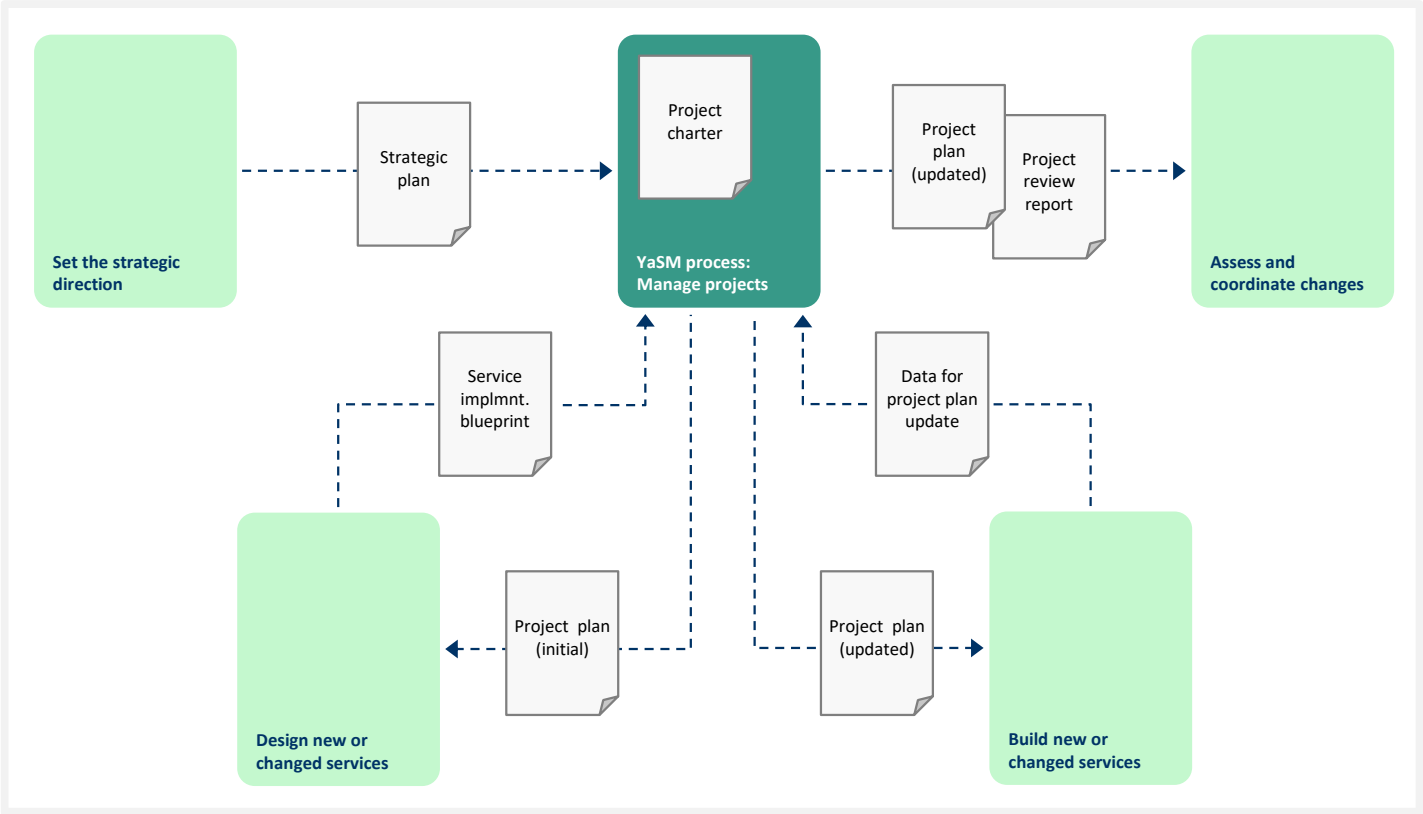 Project
charter
Strategic
plan
Project
plan
(updated)
Project
review
report
Set the strategic
direction
YaSM process:
Manage projects
Assess and
coordinate changes
Service
implmnt.
blueprint
Data for
project plan
update
Project plan
(initial)
Project plan
(updated)
Design new or
changed services
Build new or
changed services